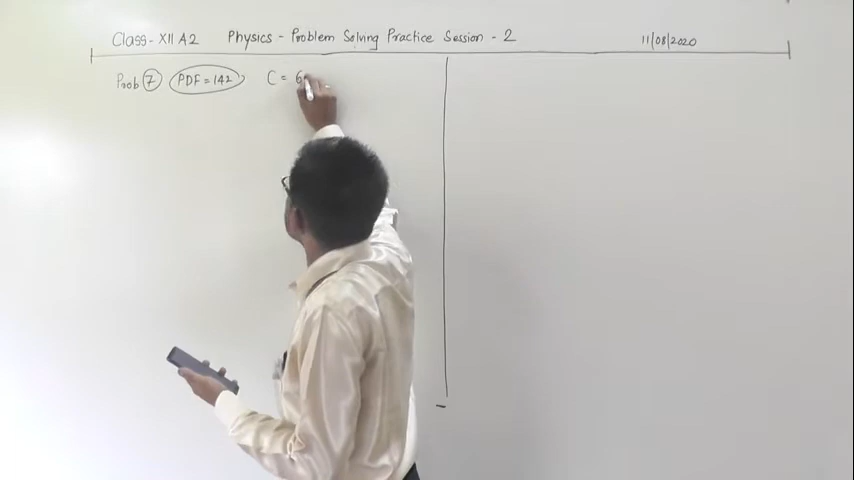 Class- XII A2 Physics - Problem Solving Practice Session - 2 11/08/2020
Prob 7 PDF = 142 C = 6